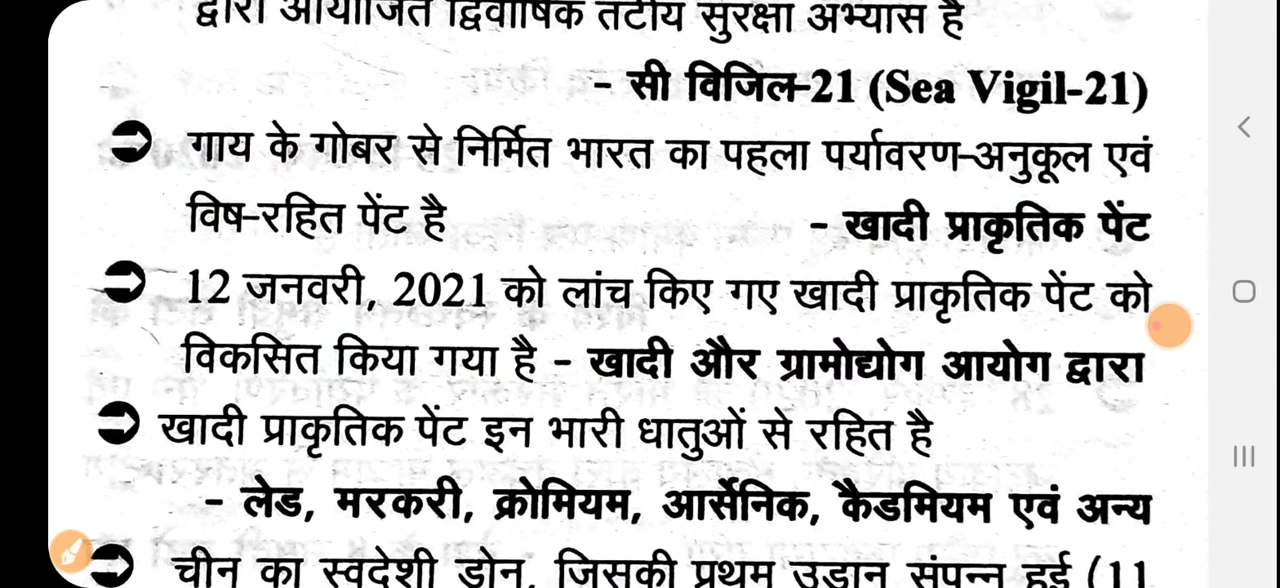 द्वारा आयोजित द्विवार्षिक तटीय सुरक्षा अभ्यास है
- सी विजिल-21 (Sea Vigil-21)
गाय के गोबर से निर्मित भारत का पहला पर्यावरण-अनुकूल एवं
विष-रहित पेंट है - खादी प्राकृतिक पेंट
12 जनवरी, 2021 को लांच किए गए खादी प्राकृतिक पेंट को
विकसित किया गया है - खादी और ग्रामोद्योग आयोग द्वारा
खादी प्राकृतिक पेंट इन भारी धातुओं से रहित है
- लेड, मरकरी, क्रोमियम, आर्सेनिक, कैडमियम एवं अन्य
चीन का स्वदेशी ड्रोन, जिसकी प्रथम उड़ान संपन्न हुई (11